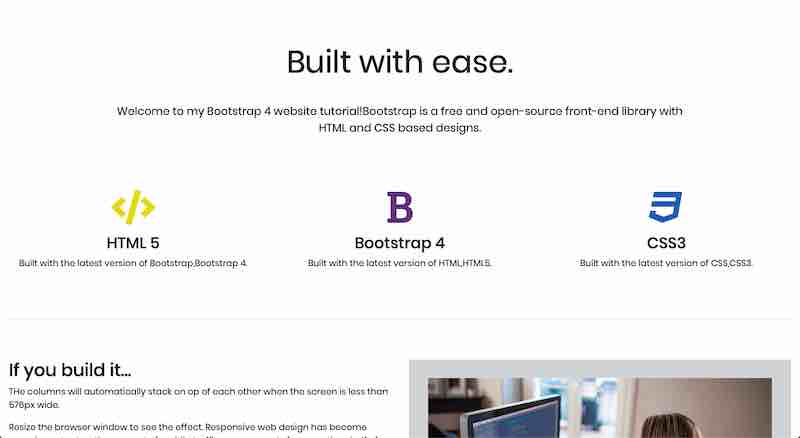 Built with ease.
Welcome to my Bootstrap 4 website tutorial!Bootstrap is a free and open-source front-end library with
HTML and CSS based designs.
HTML 5
Built with the latest version of Bootstrap,Bootstrap 4.
Bootstrap 4
Built with the latest version of HTML,HTML5.
CSS3
Built with the latest version of CSS,CSS3.
If you build it...
THe columns will automatically stack on op of each other when the screen is less than
576px wide.
Resize the browser window to see the effect. Responsive web design has become